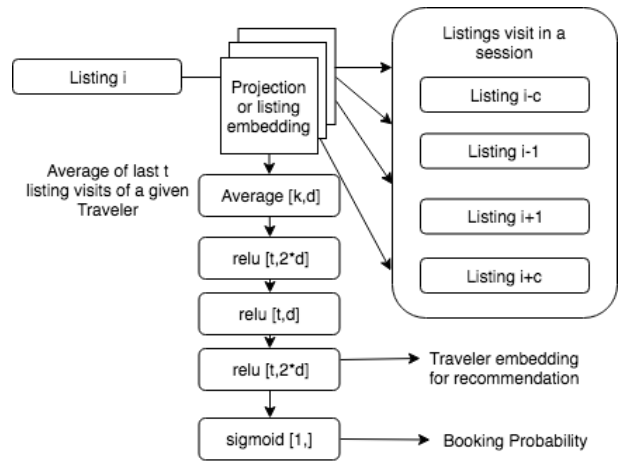 Listing i
Projection
or listing
embedding
Listings visit in a
session
Listing i-c
Listing i-1
Listing i+1
Listing i+c
Average of last t
listing visits of a given
Traveler
Average [k,d]
relu [t,2*d]
relu [t,d]
relu [t,2*d]
Traveler embedding
for recommendation
sigmoid [1,]
Booking Probability